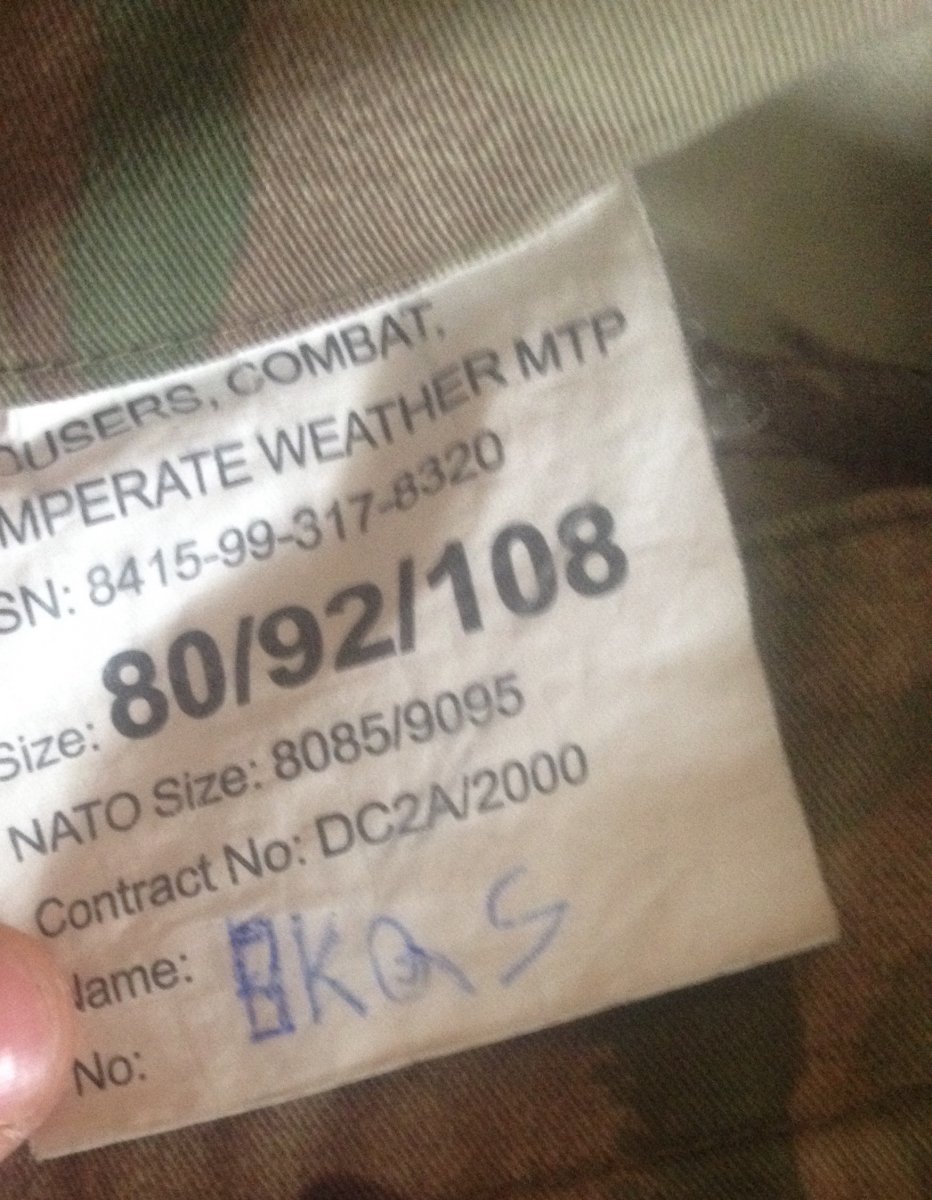 OUSERS, COMBAT,
MPERATE WEATHER MTP
SN: 8415-99-317-8320
Size: 80/92/108
NATO Size: 8085/9095
Contract No: DC2A/2000
Name: KQS
No: